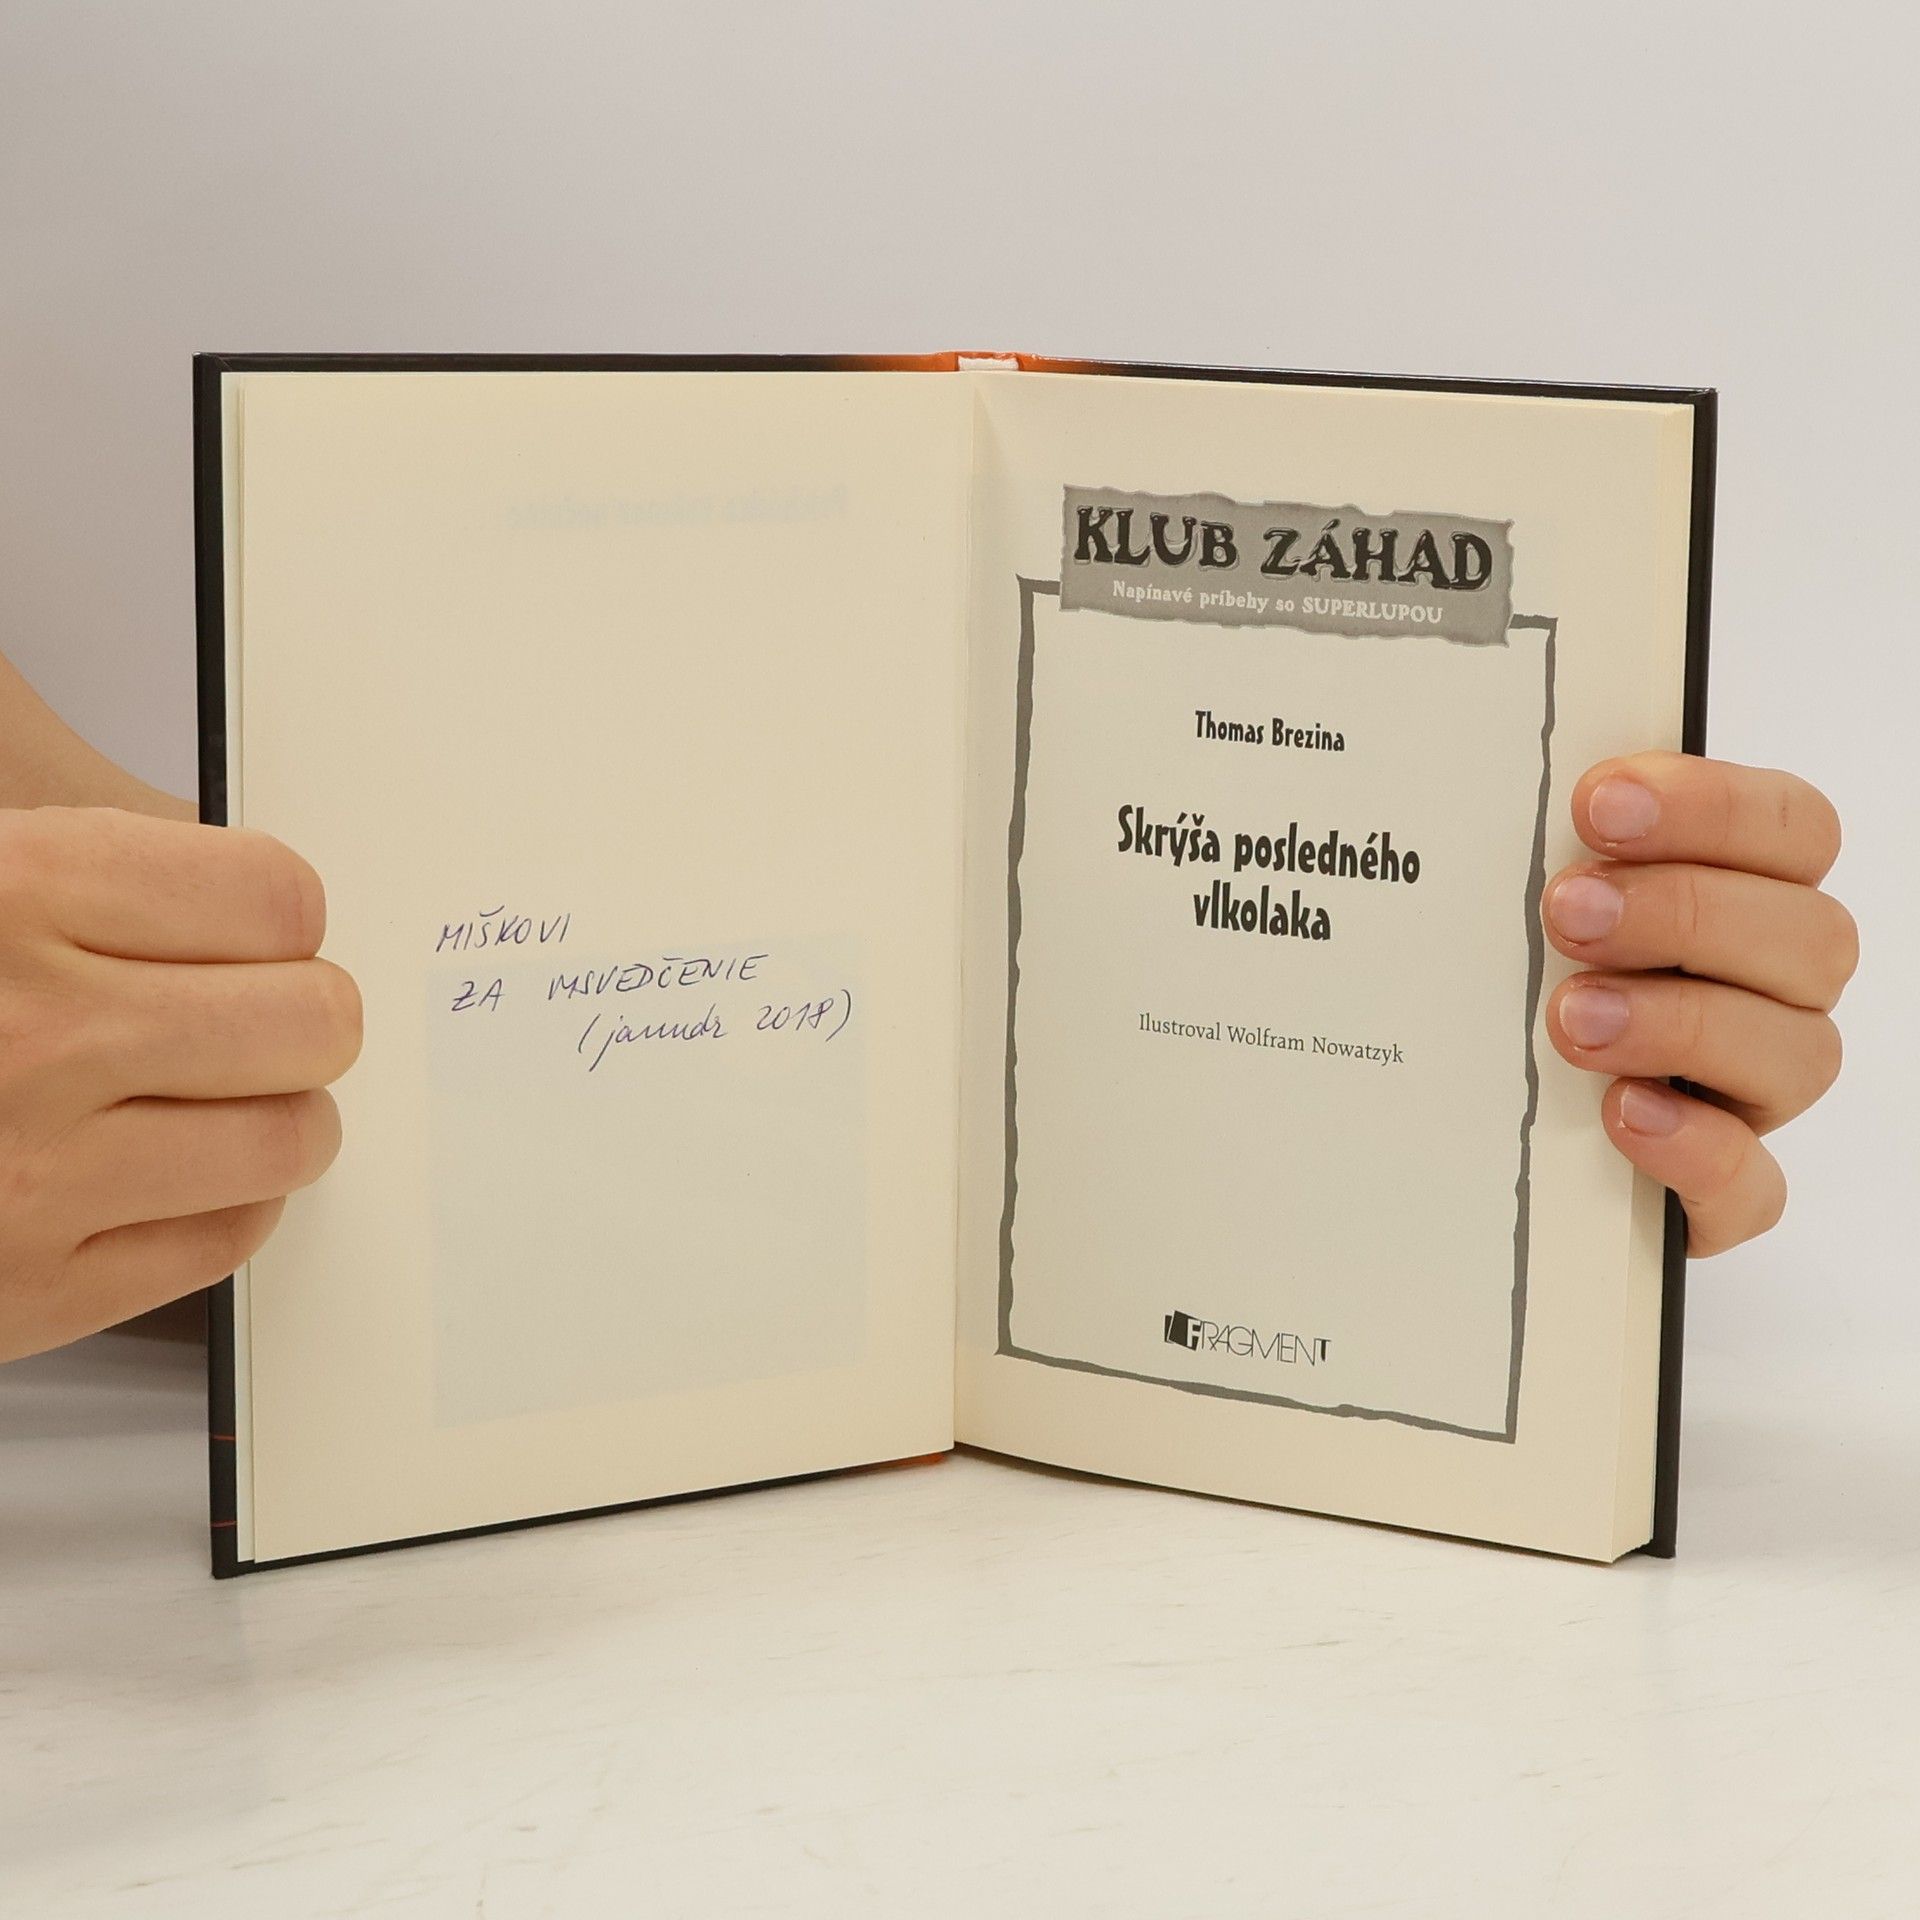 MIŠKOVI
ZA VYSVEDČENIE
(január 2018)
KLUB ZÁHAD
Napínavé príbehy so SUPERLUPOU
Thomas Brezina
Skrýša posledného
vlkolaka
Ilustroval Wolfram Nowatzyk
FRAGMENT